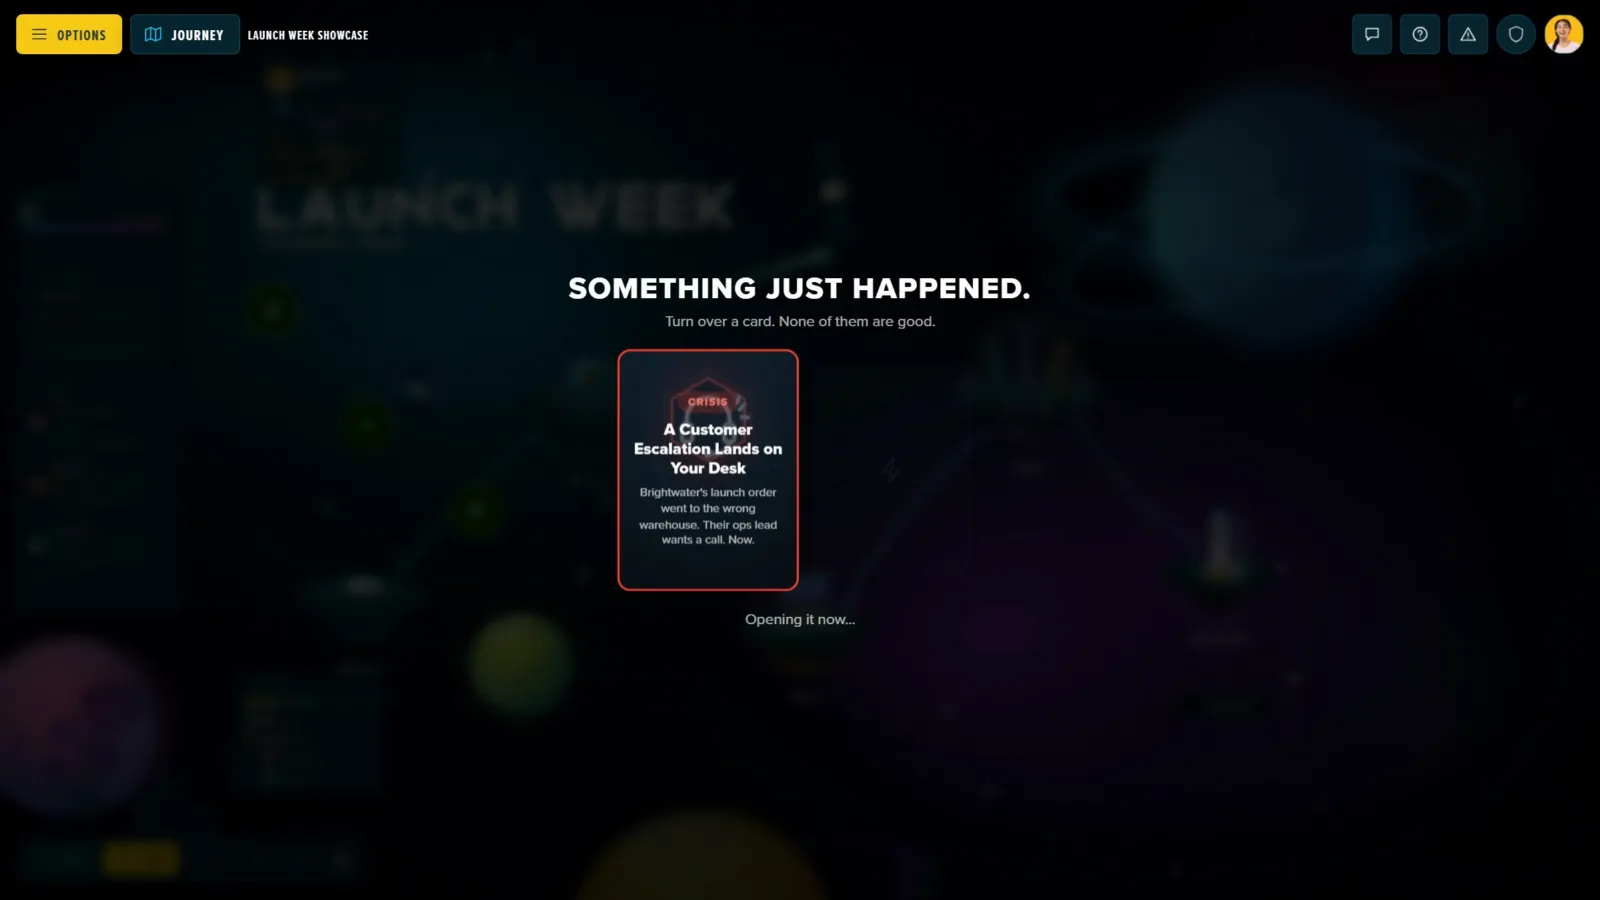 OPTIONS
JOURNEY
LAUNCH WEEK SHOWCASE
LAUNCH WEEK
SOMETHING JUST HAPPENED.
Turn over a card. None of them are good.
CRISIS
A Customer
Escalation Lands on
Your Desk
Brightwater's launch order
went to the wrong
warehouse. Their ops lead
wants a call. Now.
Opening it now...